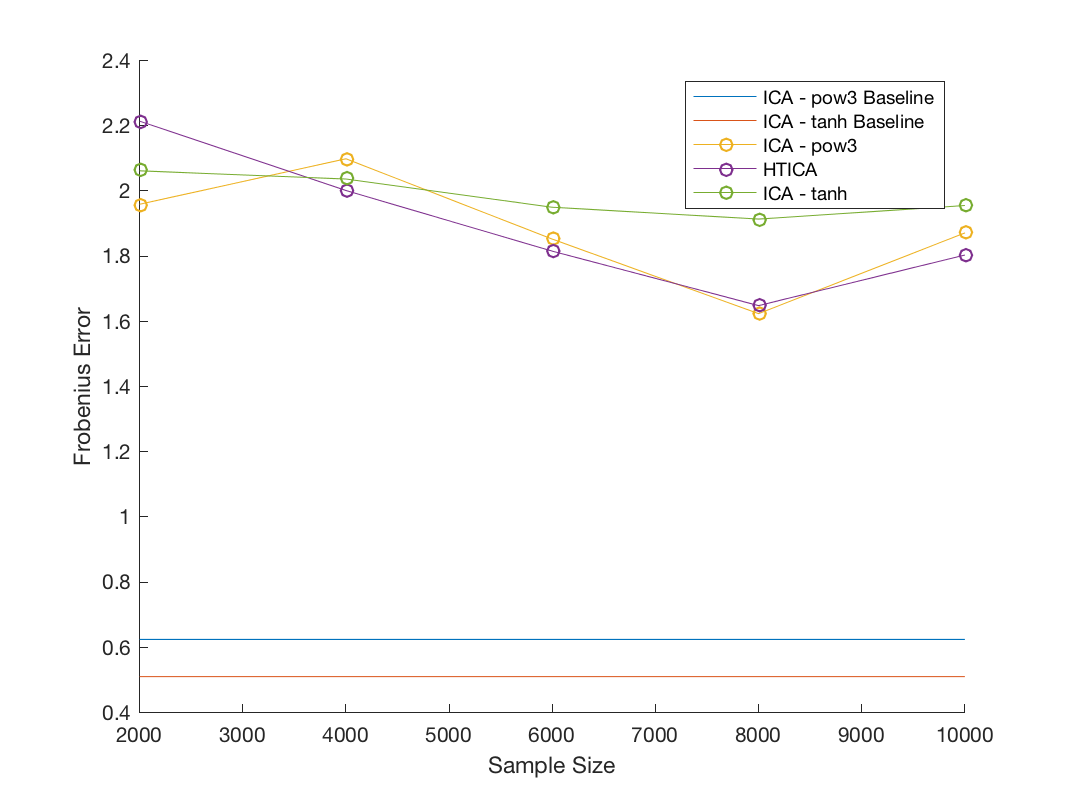 2.4
2.2
2
1.8
1.6
1.4
1.2
1
0.8
0.6
0.4
Frobenius Error
ICA - pow3 Baseline
ICA - tanh Baseline
ICA - pow3
HTICA
ICA - tanh
2000 3000 4000 5000 6000 7000 8000 9000 10000
Sample Size